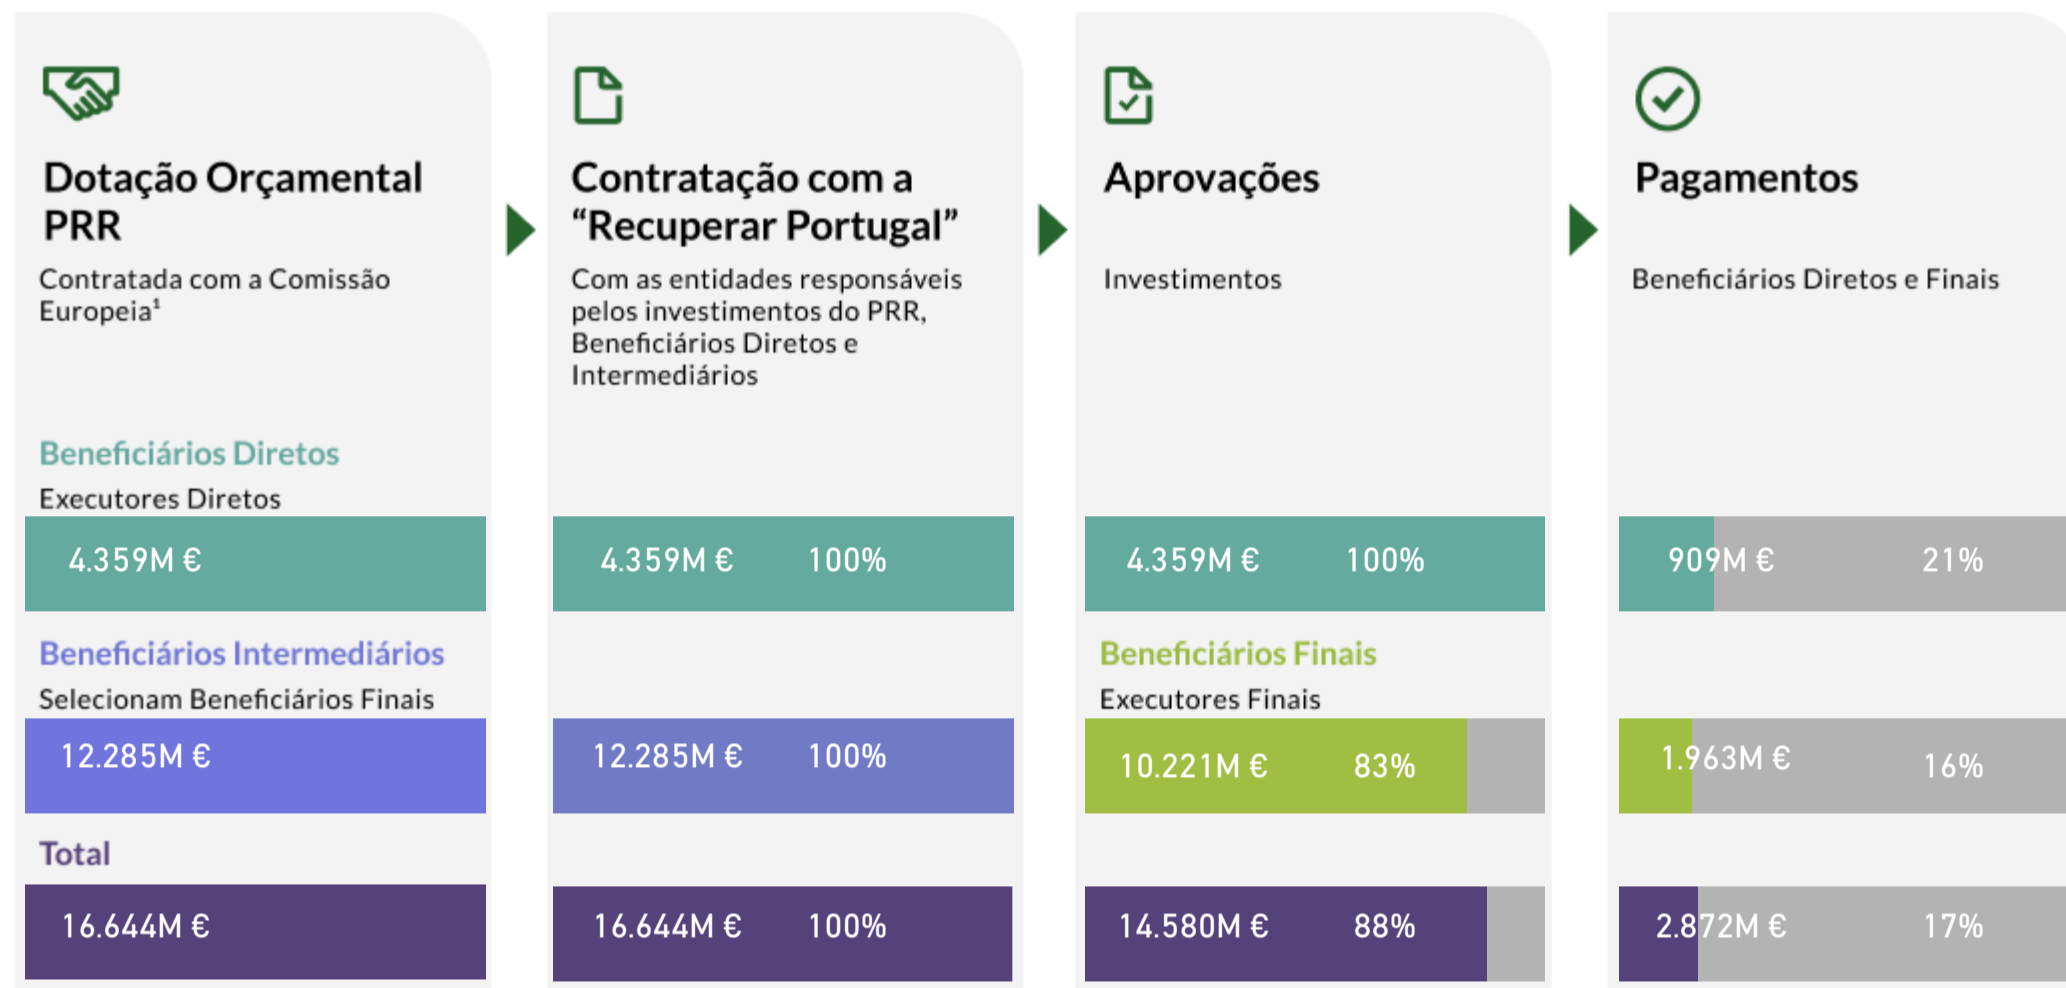 Dotação Orçamental
PRR
Contratada com a Comissão
Europeia¹
Contratação com a
“Recuperar Portugal”
Com as entidades responsáveis
pelos investimentos do PRR,
Beneficiários Diretos e
Intermediários
Aprovações
Investimentos
Pagamentos
Beneficiários Diretos e Finais
Beneficiários Diretos
Executores Diretos
4.359M €
4.359M € 100%
4.359M € 100%
909M € 21%
Beneficiários Intermediários
Selecionam Beneficiários Finais
Beneficiários Finais
Executores Finais
12.285M €
12.285M € 100%
10.221M € 83%
1.963M € 16%
Total
16.644M €
16.644M € 100%
14.580M € 88%
2.872M € 17%